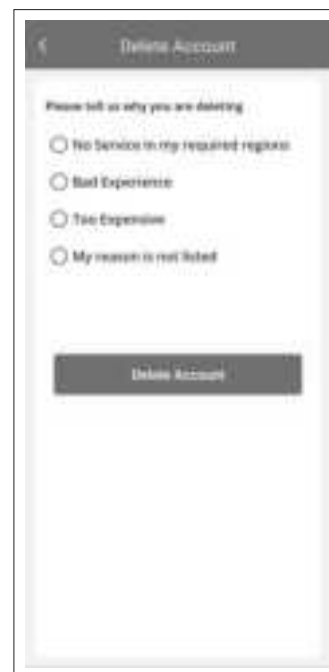 Delete Account
Please tell us why you are deleting
No Service in my required regions
Bad Experience
Too Expensive
My reason is not listed
Delete Account